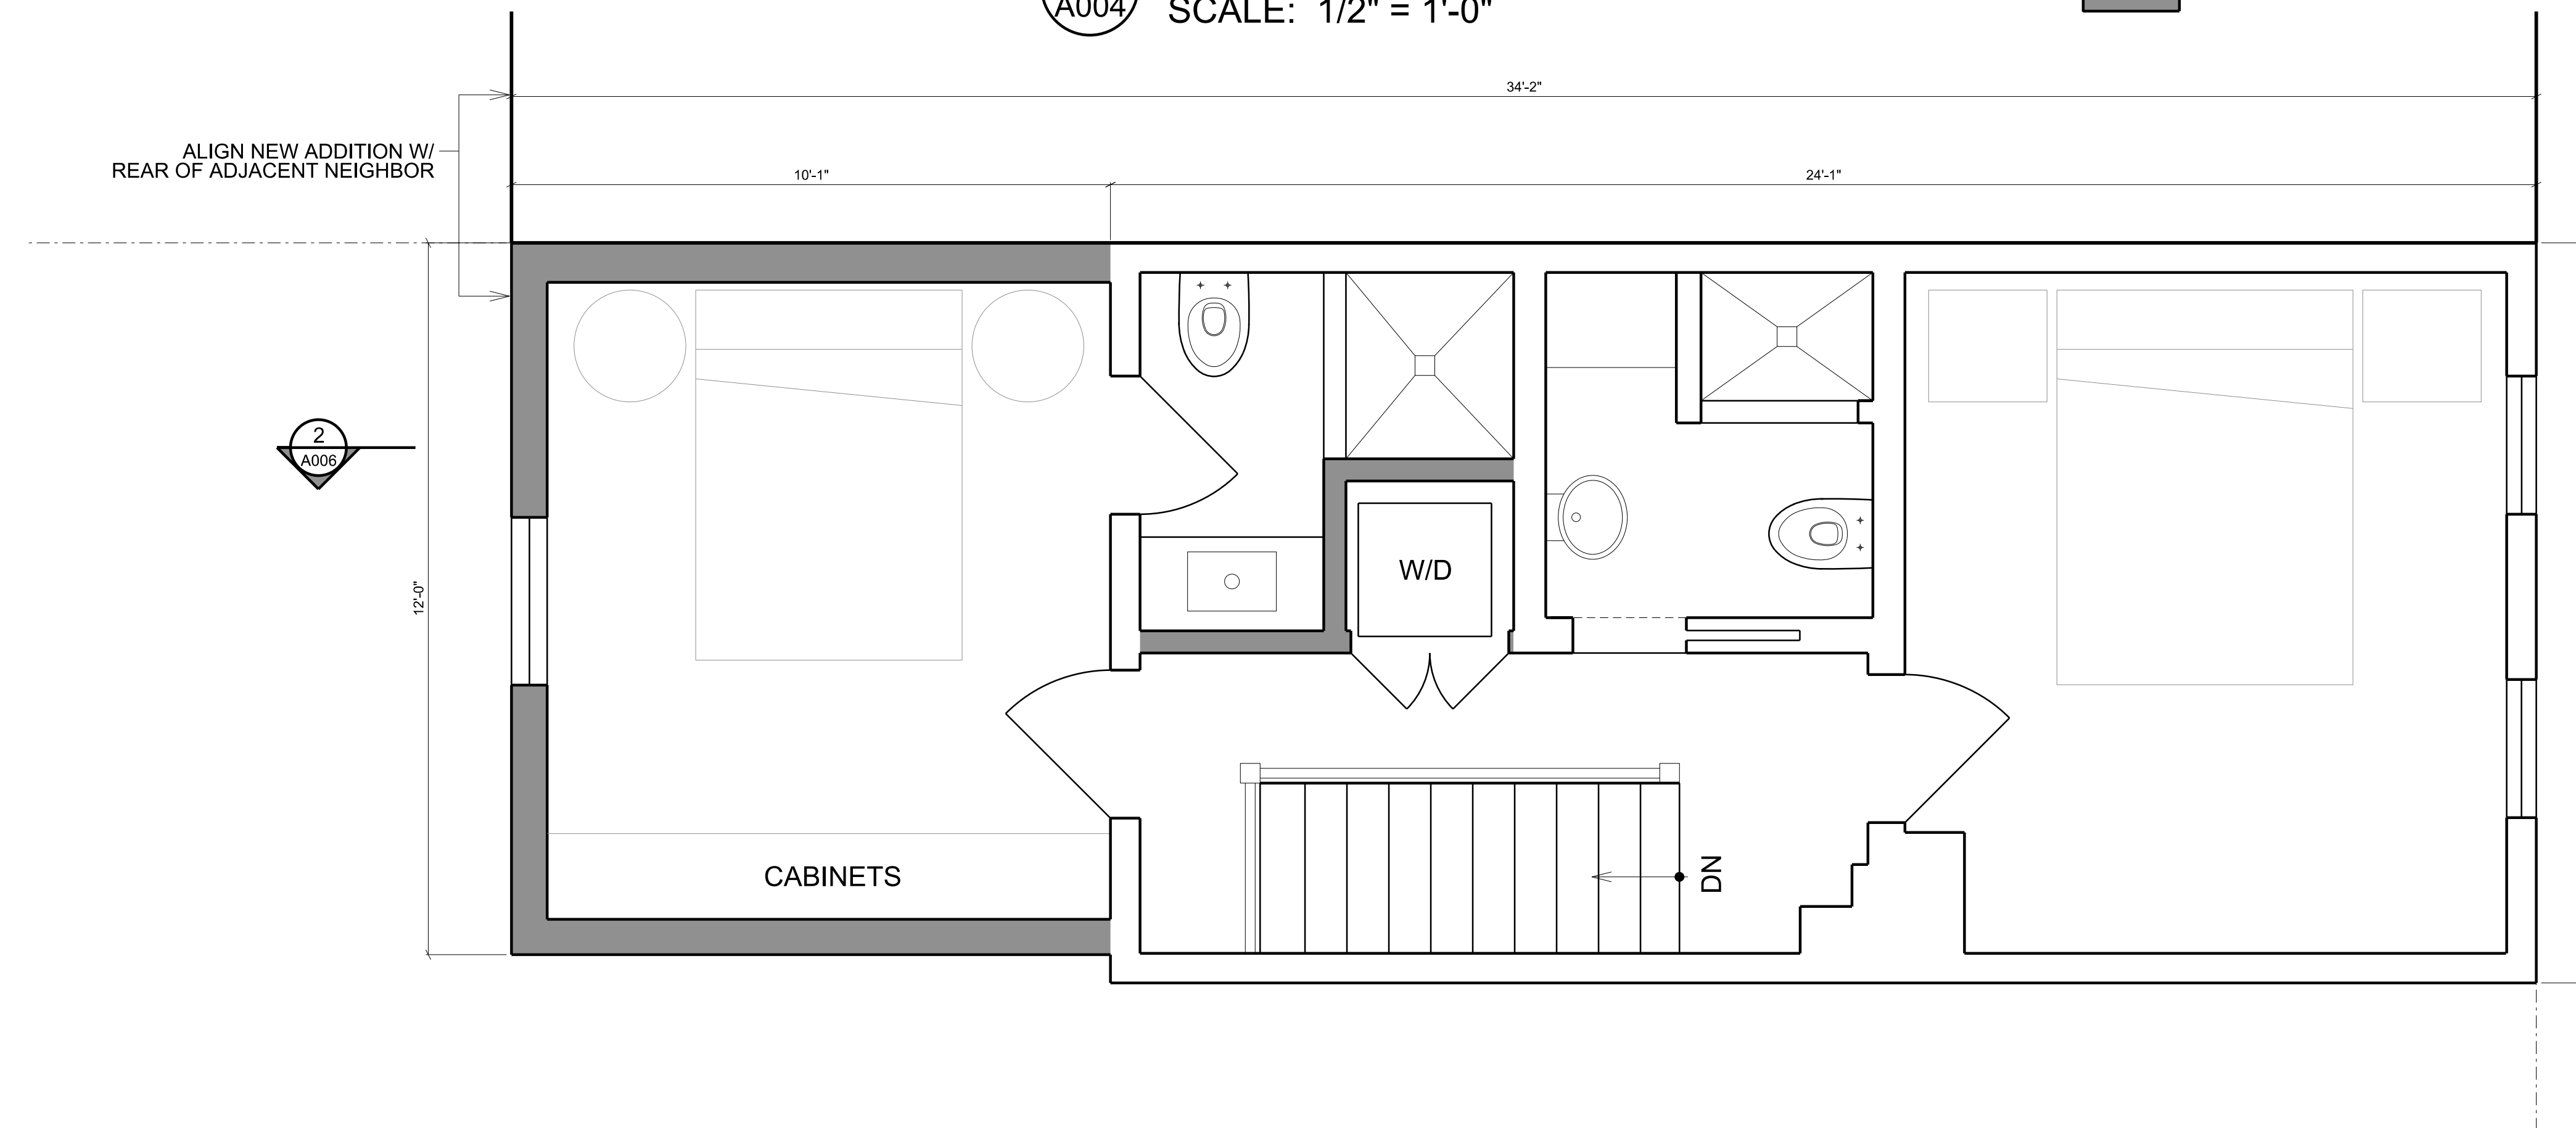 A004
SCALE: 1/2" = 1'-0"
34'-2"
ALIGN NEW ADDITION W/
REAR OF ADJACENT NEIGHBOR
10'-1"
24'-1"
2
A006
12'-0"
W/D
CABINETS
DN